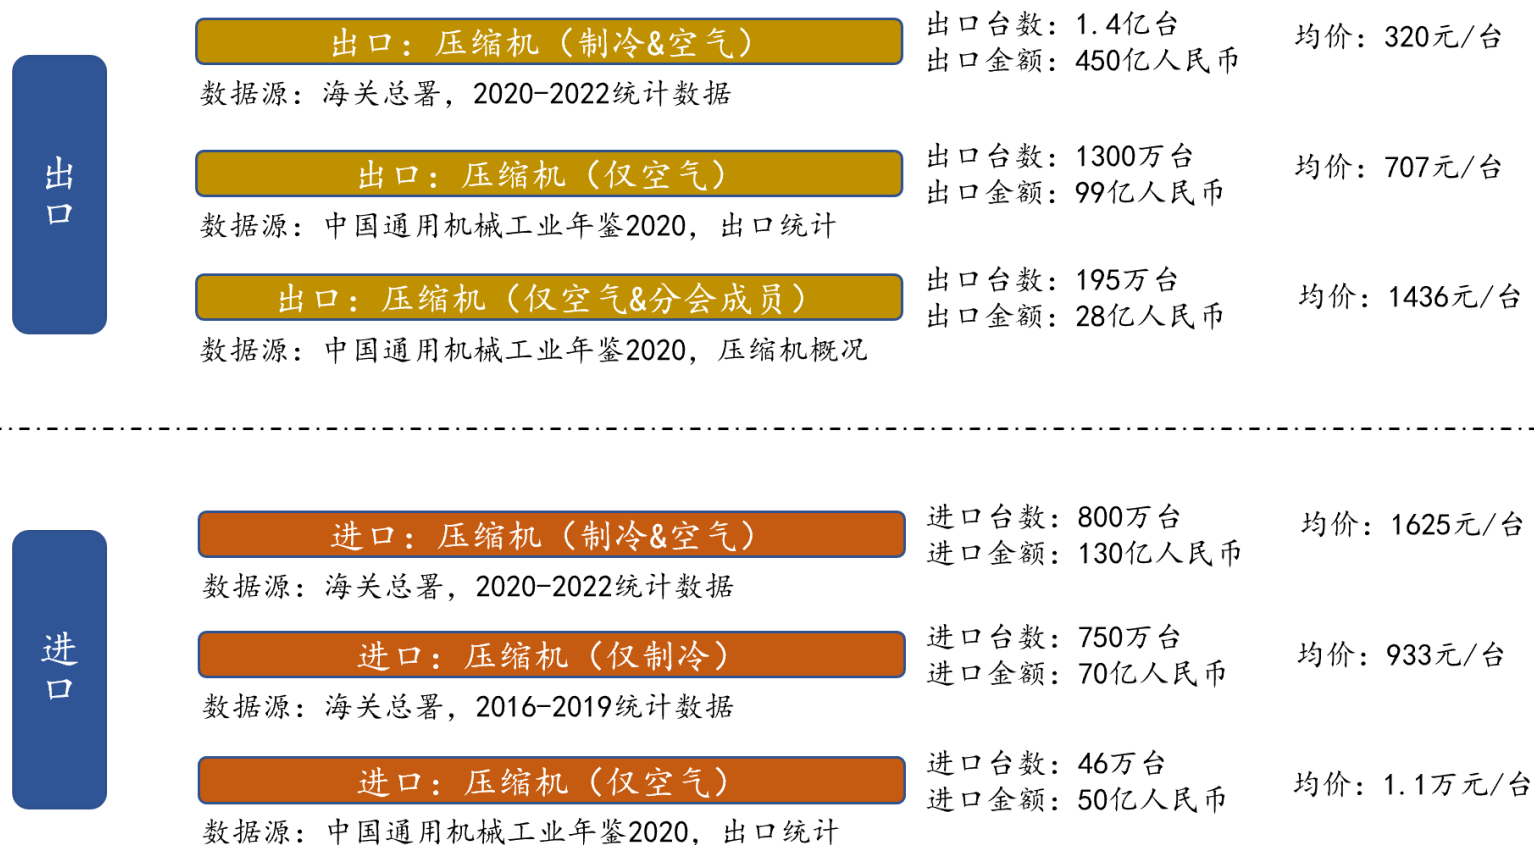 出口
出口：压缩机（制冷&空气）
数据源：海关总署，2020-2022统计数据
出口台数：1.4亿台
出口金额：450亿人民币
均价：320元/台
出口：压缩机（仅空气）
数据源：中国通用机械工业年鉴2020，出口统计
出口台数：1300万台
出口金额：99亿人民币
均价：707元/台
出口：压缩机（仅空气&分会成员）
数据源：中国通用机械工业年鉴2020，压缩机概况
出口台数：195万台
出口金额：28亿人民币
均价：1436元/台
进口
进口：压缩机（制冷&空气）
数据源：海关总署，2020-2022统计数据
进口台数：800万台
进口金额：130亿人民币
均价：1625元/台
进口：压缩机（仅制冷）
数据源：海关总署，2016-2019统计数据
进口台数：750万台
进口金额：70亿人民币
均价：933元/台
进口：压缩机（仅空气）
数据源：中国通用机械工业年鉴2020，出口统计
进口台数：46万台
进口金额：50亿人民币
均价：1.1万元/台